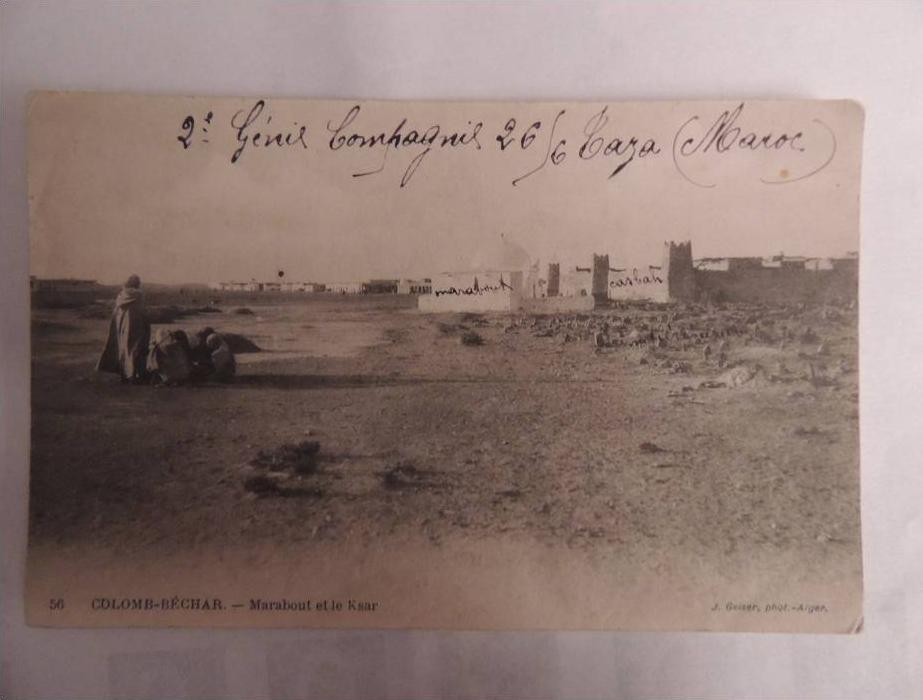 2e Génie Compagnie 26/6 Taza (Maroc)
marabout
casbah
56 COLOMB-BÉCHAR. — Marabout et le Ksar
J. Geiser, phot.-Alger.